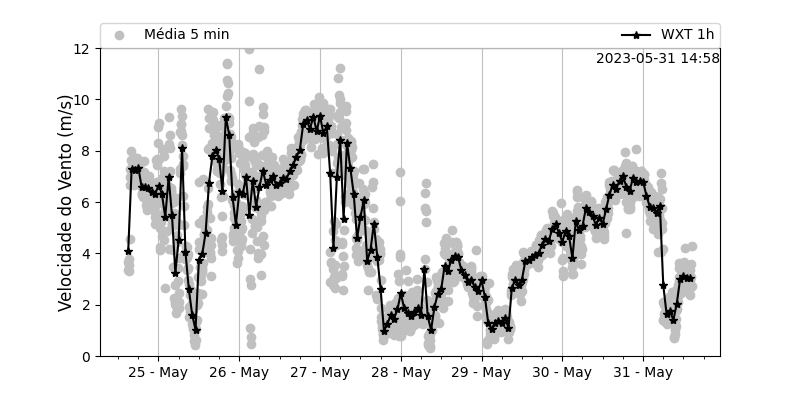 Média 5 min
WXT 1h
2023-05-31 14:58
Velocidade do Vento (m/s)
12
10
8
6
4
2
0
25 - May
26 - May
27 - May
28 - May
29 - May
30 - May
31 - May